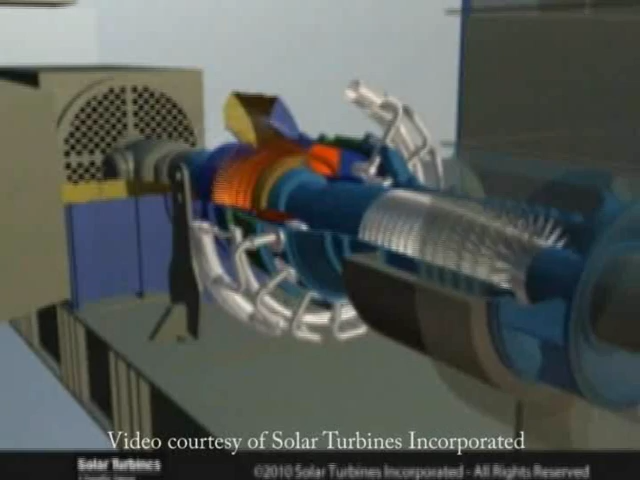 Video courtesy of Solar Turbines Incorporated
Solar Turbines
©2010 Solar Turbines Incorporated - All Rights Reserved